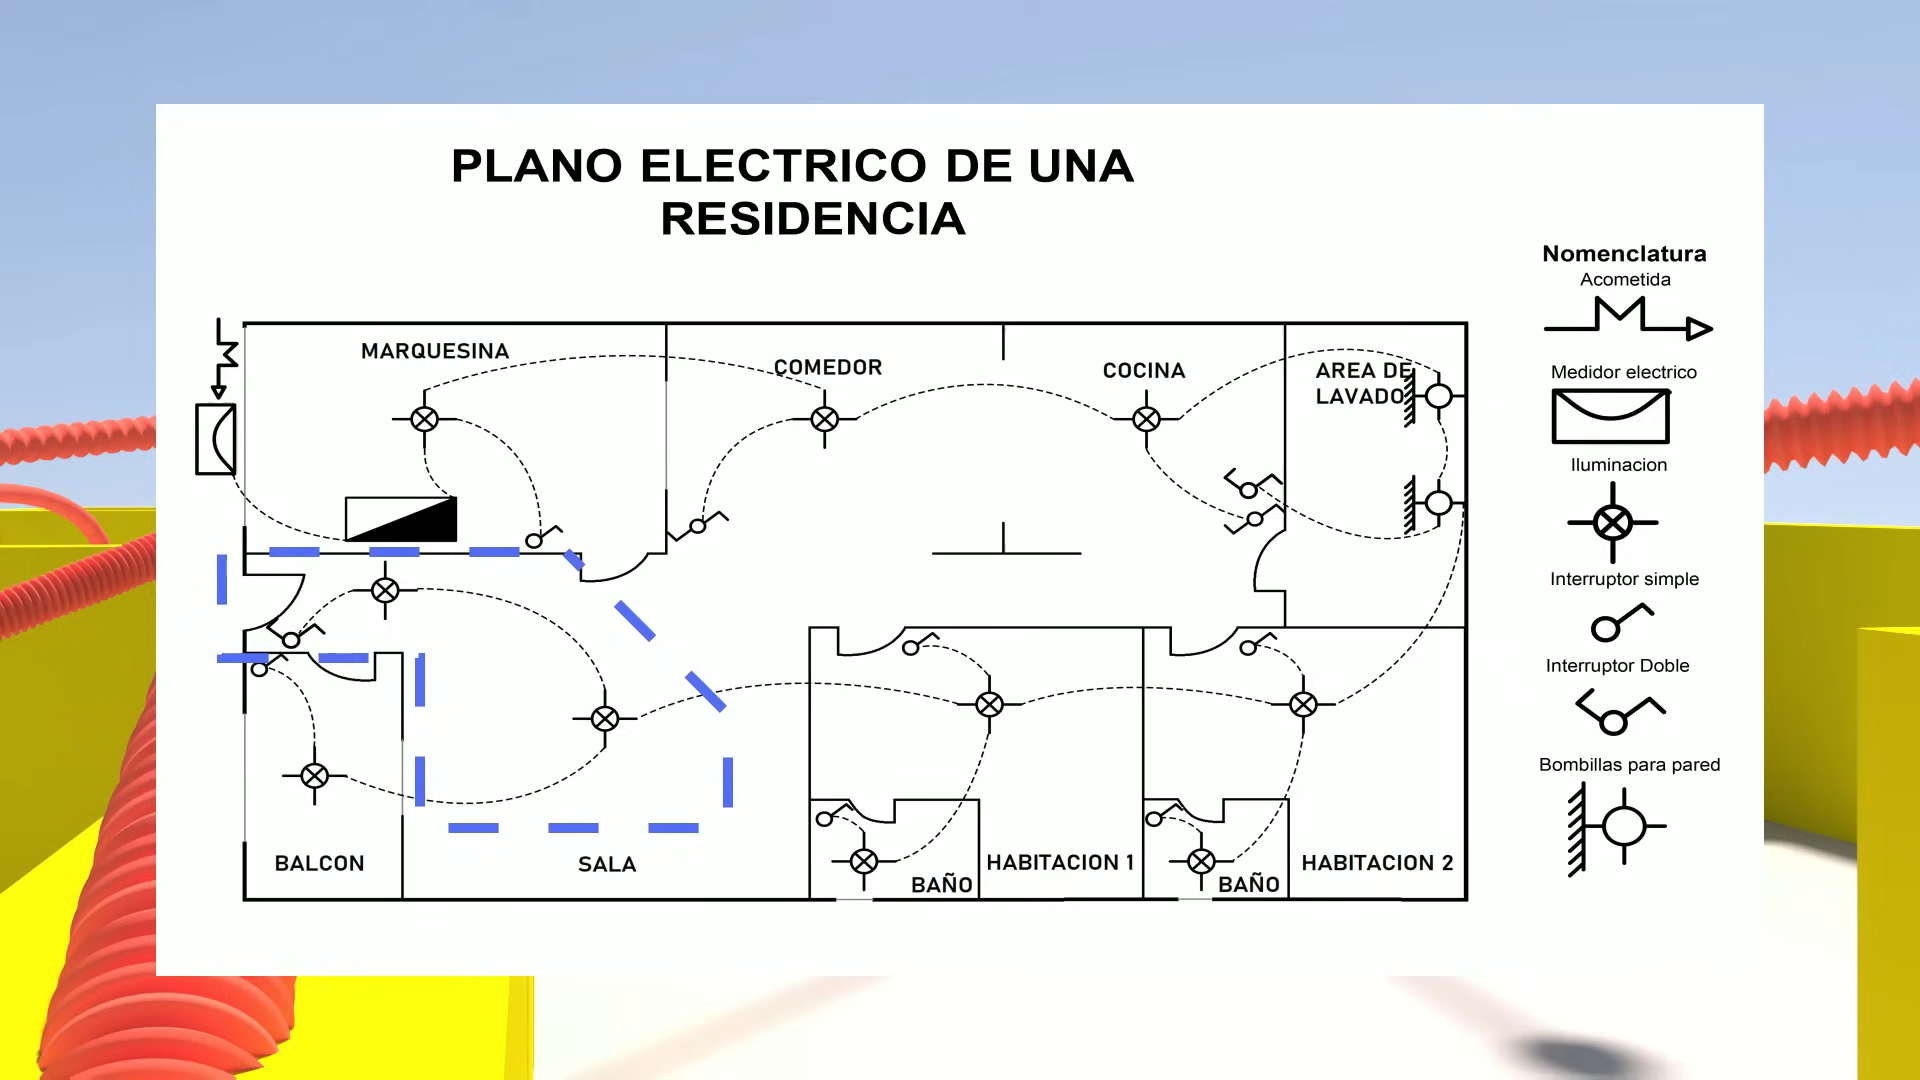 PLANO ELECTRICO DE UNA
RESIDENCIA
Nomenclatura
Acometida
Medidor electrico
Iluminacion
Interruptor simple
Interruptor Doble
Bombillas para pared
MARQUESINA
COMEDOR
COCINA
AREA DE
LAVADO
BALCON
SALA
BAÑO
HABITACION 1
BAÑO
HABITACION 2